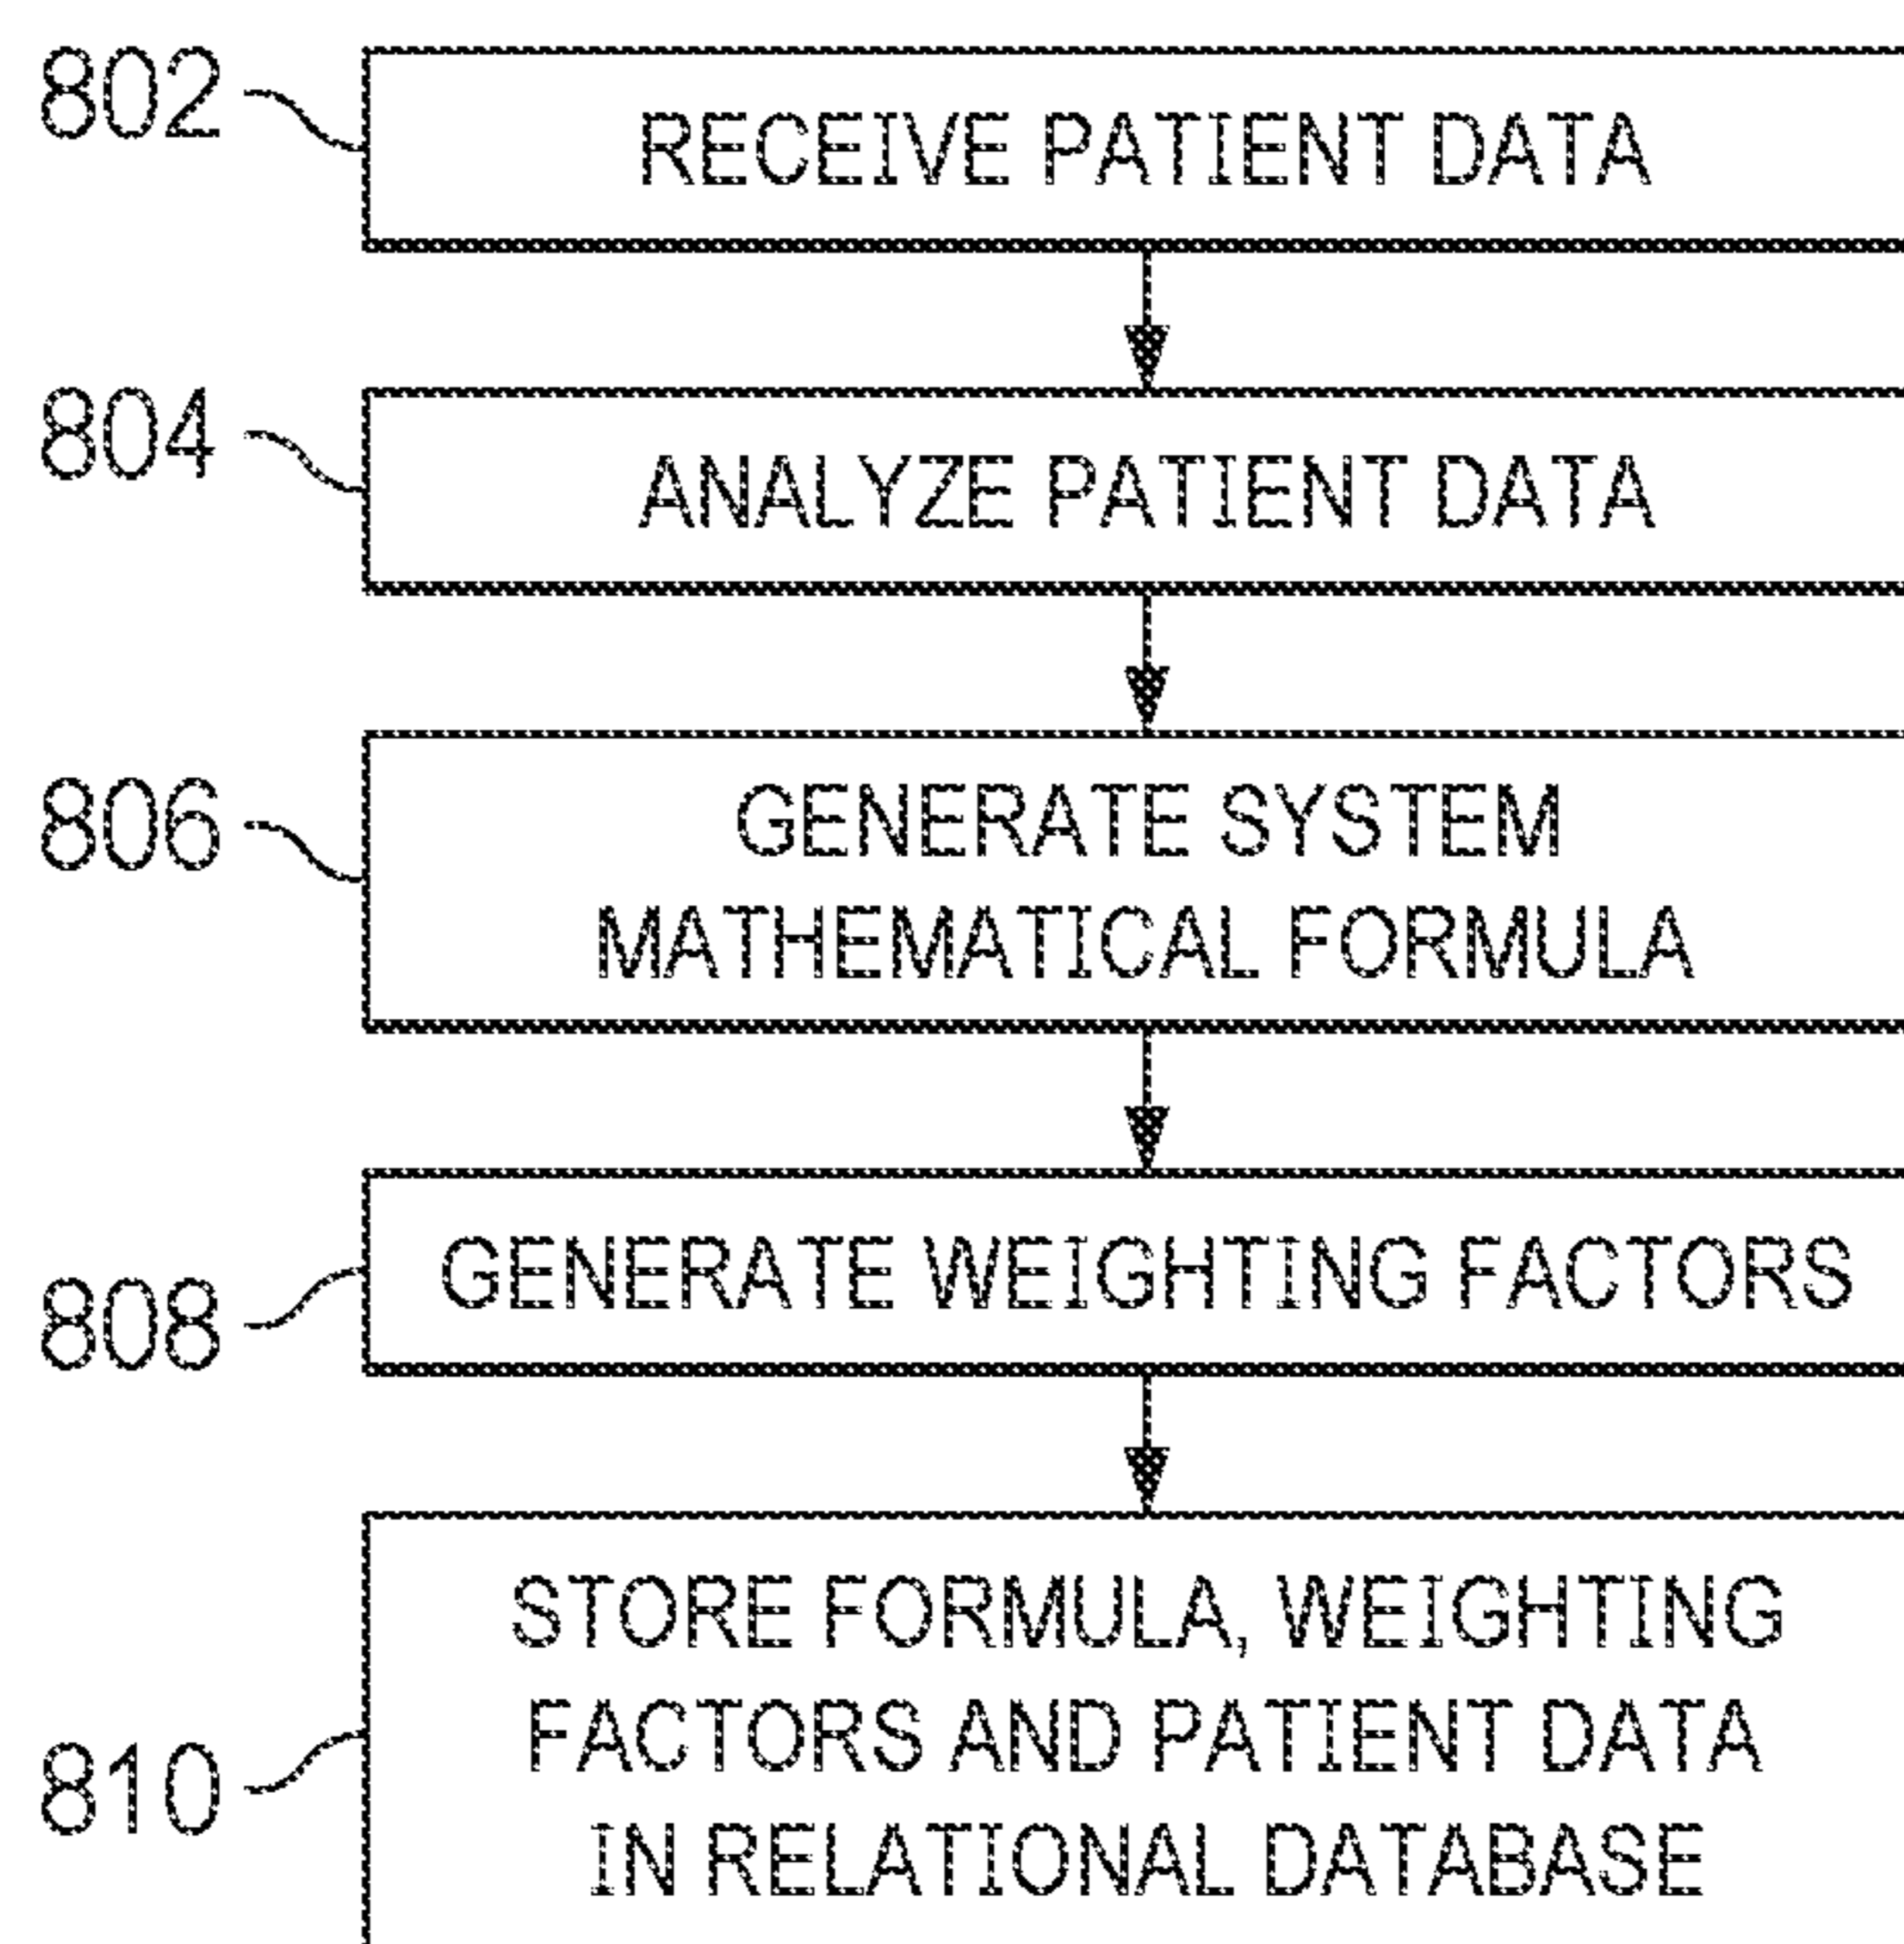 802
RECEIVE PATIENT DATA
804
ANALYZE PATIENT DATA
806
GENERATE SYSTEM
MATHEMATICAL FORMULA
808
GENERATE WEIGHTING FACTORS
810
STORE FORMULA, WEIGHTING
FACTORS AND PATIENT DATA
IN RELATIONAL DATABASE